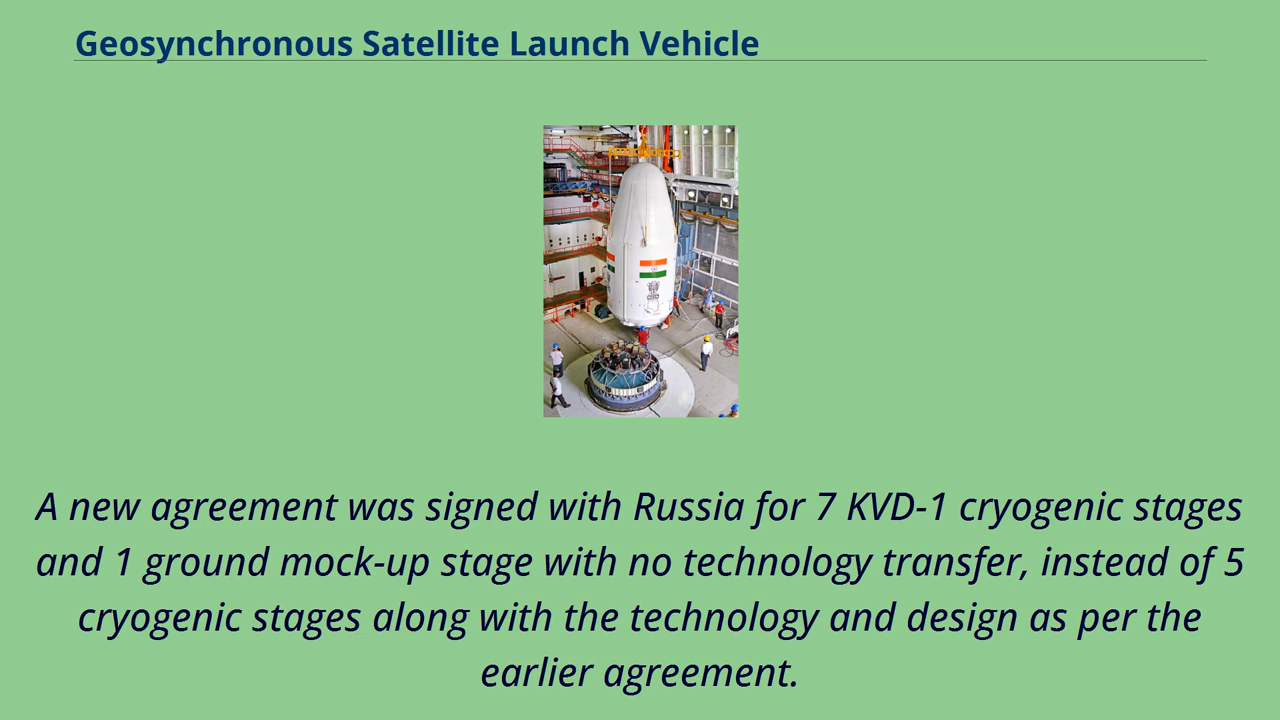 Geosynchronous Satellite Launch Vehicle
A new agreement was signed with Russia for 7 KVD-1 cryogenic stages
and 1 ground mock-up stage with no technology transfer, instead of 5
cryogenic stages along with the technology and design as per the
earlier agreement.